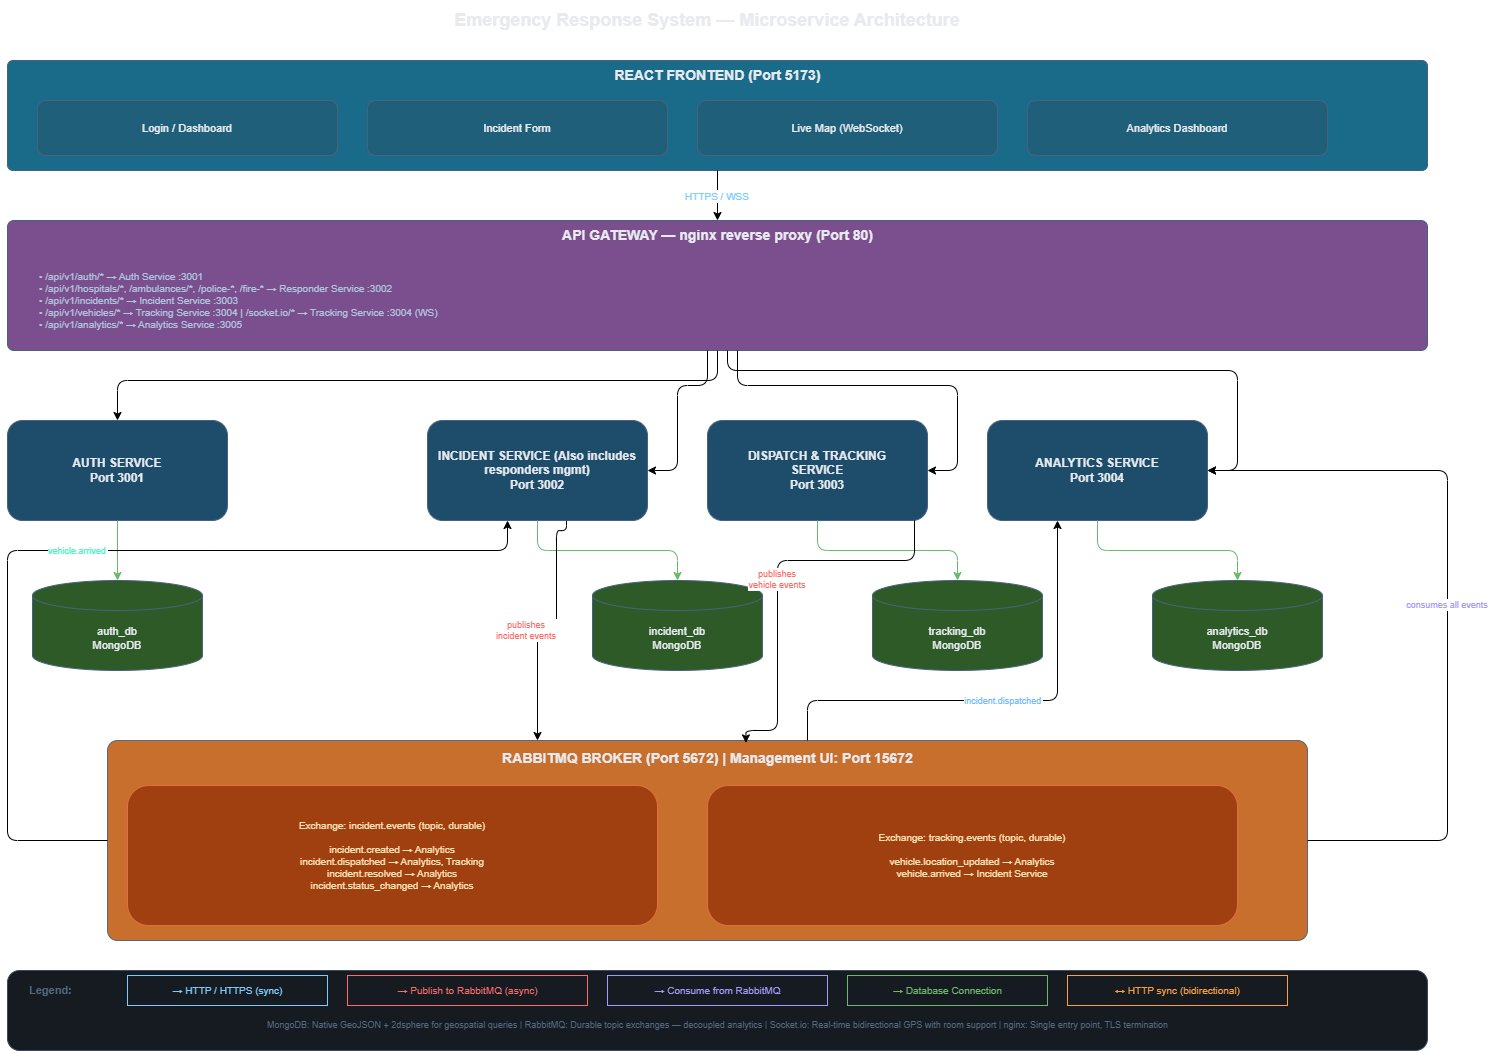 Emergency Response System — Microservice Architecture
REACT FRONTEND (Port 5173)
Login / Dashboard
Incident Form
Live Map (WebSocket)
Analytics Dashboard
HTTPS / WSS
API GATEWAY — nginx reverse proxy (Port 80)
- /api/v1/auth/* → Auth Service :3001
- /api/v1/hospitals/*, /ambulances/*, /police-*, /fire-* → Responder Service :3002
- /api/v1/incidents/* → Incident Service :3003
- /api/v1/vehicles/* → Tracking Service :3004 | /socket.io/* → Tracking Service :3004 (WS)
- /api/v1/analytics/* → Analytics Service :3005
AUTH SERVICE
Port 3001
INCIDENT SERVICE (Also includes
responders mgmt)
Port 3002
DISPATCH & TRACKING
SERVICE
Port 3003
ANALYTICS SERVICE
Port 3004
vehicle.arrived
publishes
vehicle events
publishes
incident events
consumes all events
auth_db
MongoDB
incident_db
MongoDB
tracking_db
MongoDB
analytics_db
MongoDB
incident.dispatched
RABBITMQ BROKER (Port 5672) | Management UI: Port 15672
Exchange: incident.events (topic, durable)
incident.created → Analytics
incident.dispatched → Analytics, Tracking
incident.resolved → Analytics
incident.status_changed → Analytics
Exchange: tracking.events (topic, durable)
vehicle.location_updated → Analytics
vehicle.arrived → Incident Service
Legend:
→ HTTP / HTTPS (sync)
→ Publish to RabbitMQ (async)
→ Consume from RabbitMQ
→ Database Connection
↔ HTTP sync (bidirectional)
MongoDB: Native GeoJSON + 2dsphere for geospatial queries | RabbitMQ: Durable topic exchanges — decoupled analytics | Socket.io: Real-time bidirectional GPS with room support | nginx: Single entry point, TLS termination